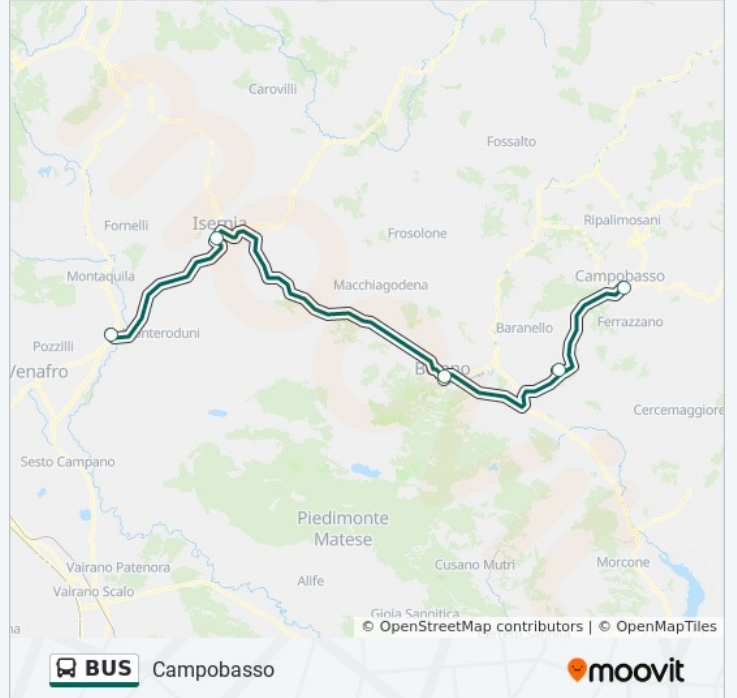 Carovilli
Fossalto
Isernia
Fornelli
Ripalimosani
Frosolone
Montaquila
Macchiagodena
Campobasso
Ferrazzano
Baranello
Pozzilli
Venafro
Cercemaggiore
Sesto Campano
Piedimonte
Matese
Vairano Patenora
Cusano Mutri
Morcone
Alife
Vairano Scalo
Gioia Sannitica
© OpenStreetMap contributors | © OpenMapTiles
BUS Campobasso
moovit